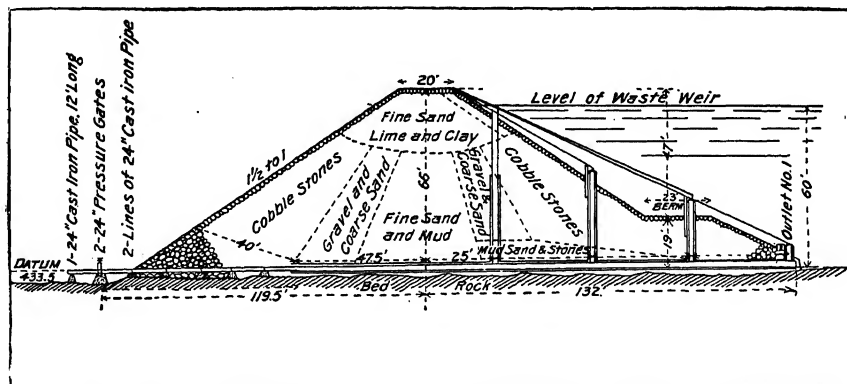 1-24" Cast Iron Pipe, 12' Long
2-24" Pressure Gates
2-Lines of 24" Cast iron Pipe
20'
Level of Waste Weir
Fine Sand
Lime and Clay
1½ to 1
Cobble Stones
Gravel and
Coarse Sand
66'
Gravel &
Coarse Sand
Cobble Stones
47'
60'
23'
BERM
Outlet No. 1
Fine Sand
and Mud
40'
19'
Mud Sand & Stones
47.5'
25'
DATUM
433.5
119.5'
Bed Rock
132.'